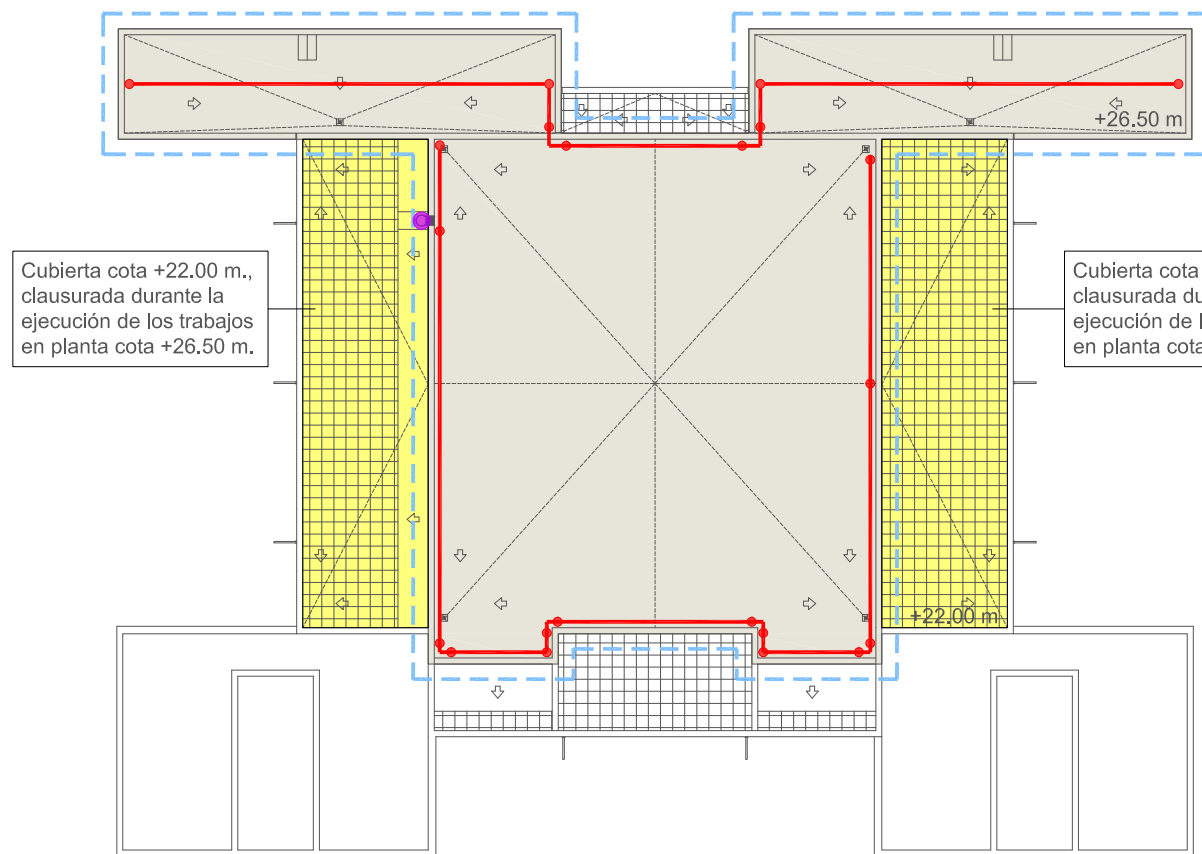 +26.50 m
Cubierta cota +22.00 m.,
clausurada durante la
ejecución de los trabajos
en planta cota +26.50 m.
Cubierta cota
clausurada du
ejecución de
en planta cota
+22.00 m